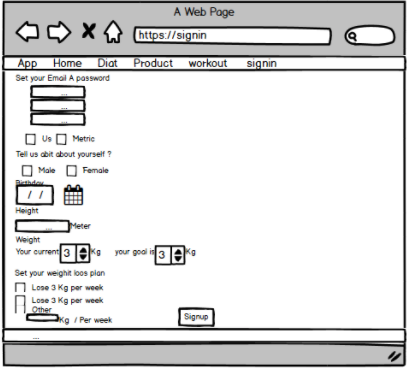 A Web Page
https://signin
App Home Diat Product workout signin
Set your Email A password
...
...
...
Us Metric
Tell us abit about yourself ?
Male Female
Birthday
/ /
Height
... Meter
Weight
Your current 3 Kg your goal is 3 Kg
Set your weighit loos plan
Lose 3 Kg per week
Lose 3 Kg per week
Other
Kg / Per week
Signup
...